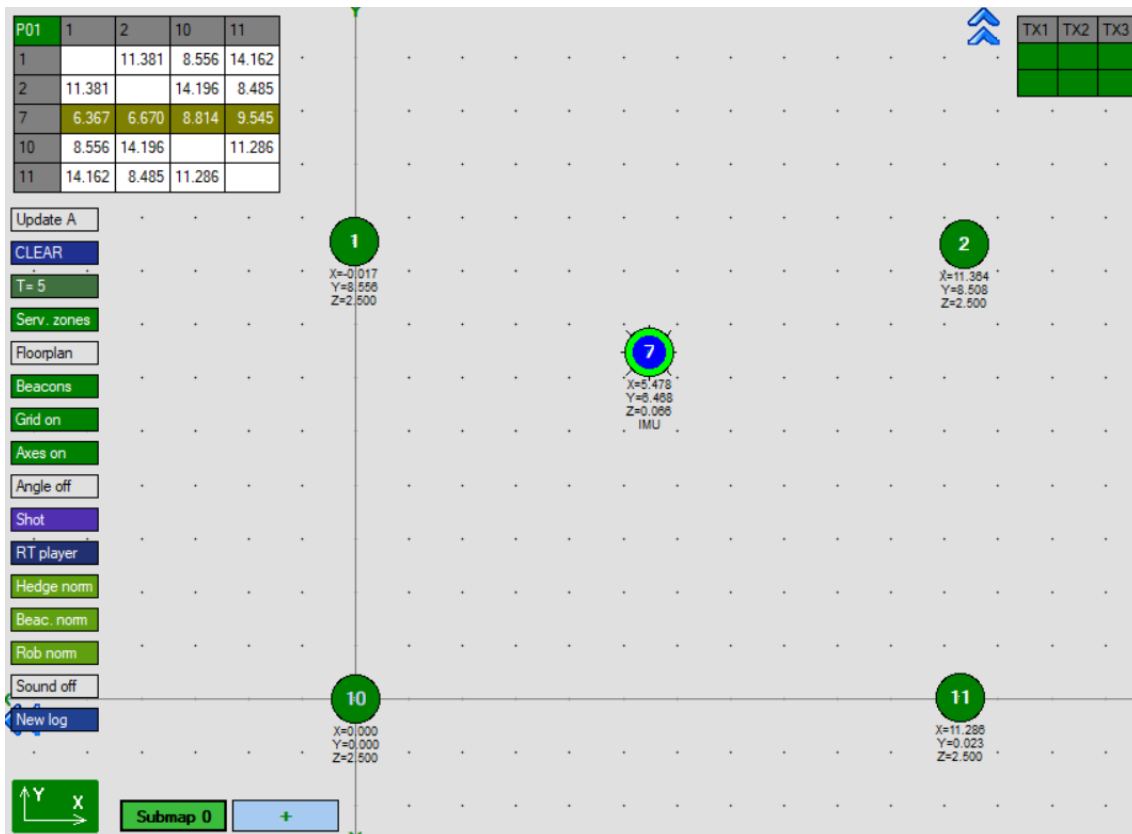 P01 1 2 10 11
1 11.381 8.556 14.162
2 11.381 14.196 8.485
7 6.367 6.670 8.814 9.545
10 8.556 14.196 11.286
11 14.162 8.485 11.286
TX1 TX2 TX3
Update A
CLEAR
T= 5
Serv. zones
Floorplan
Beacons
Grid on
Axes on
Angle off
Shot
RT player
Hedge norm
Beac. norm
Rob norm
Sound off
New log
1
X=-0.017
Y=8.556
Z=2.500
2
X=11.364
Y=8.508
Z=2.500
7
X=5.478
Y=6.468
Z=0.066
IMU
10
X=0.000
Y=0.000
Z=2.500
11
X=11.286
Y=0.023
Z=2.500
Y
X
Submap 0
+
Y